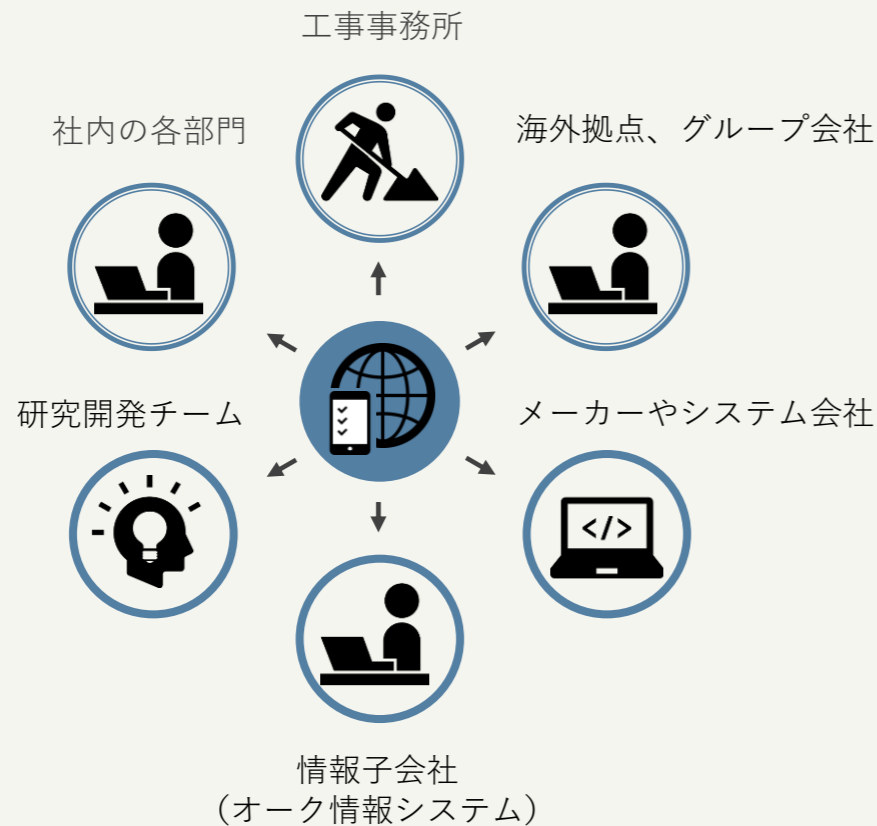 工事事務所
社内の各部門
海外拠点、グループ会社
研究開発チーム
メーカーやシステム会社
</>
情報子会社
（オーク情報システム）